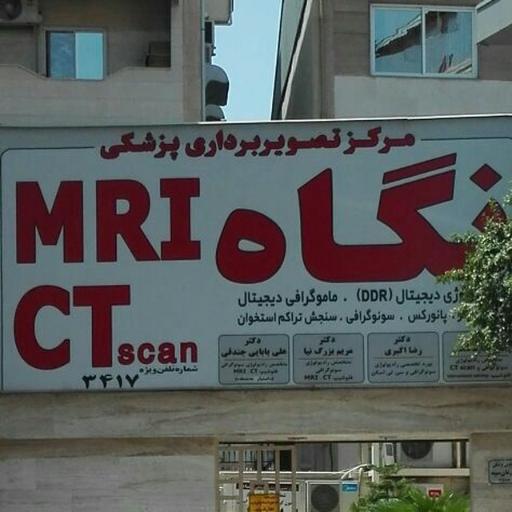 مرکز تصویربرداری پزشکی
نگاه
MRI
CT scan
شماره تلفن ویژه
۳۴۱۷
دیجیتال (DDR) . ماموگرافی دیجیتال
پانورکس . سونوگرافی . سنجش تراکم استخوان
دکتر
رضا اکبری
دکتر
مریم بزرگ نیا
دکتر
علی بابایی جندقی